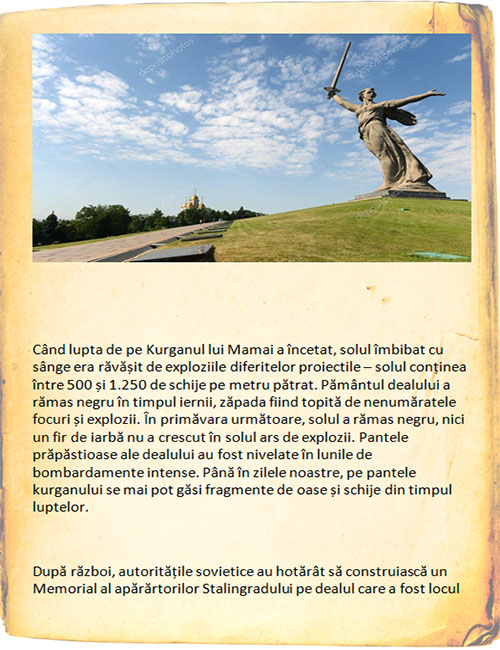 Când lupta de pe Kurganul lui Mamai a încetat, solul îmbibat cu
sânge era răvășit de exploziile diferitelor proiectile – solul conținea
între 500 și 1.250 de schije pe metru pătrat. Pământul dealului a
rămas negru în timpul iernii, zăpada fiind topită de nenumăratele
focuri și explozii. În primăvara următoare, solul a rămas negru, nici
un fir de iarbă nu a crescut în solul ars de explozii. Pantele
prăpăstioase ale dealului au fost nivelate în lunile de
bombardamente intense. Până în zilele noastre, pe pantele
kurganului se mai pot găsi fragmente de oase și schije din timpul
luptelor.
După război, autoritățile sovietice au hotărât să construiască un
Memorial al apărărtorilor Stalingradului pe dealul care a fost locul